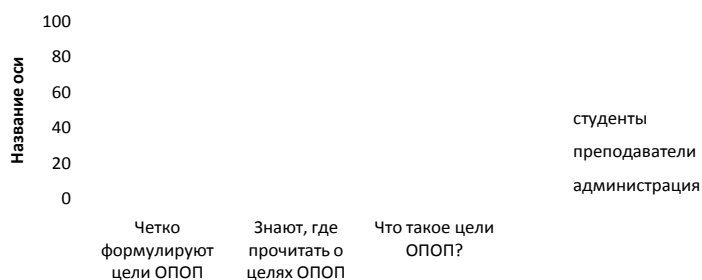 100
80
60
40
20
0
Название оси
Четко
формулируют
цели ОПОП
Знают, где
прочитать о
целях ОПОП
Что такое цели
ОПОП?
студенты
преподаватели
администрация